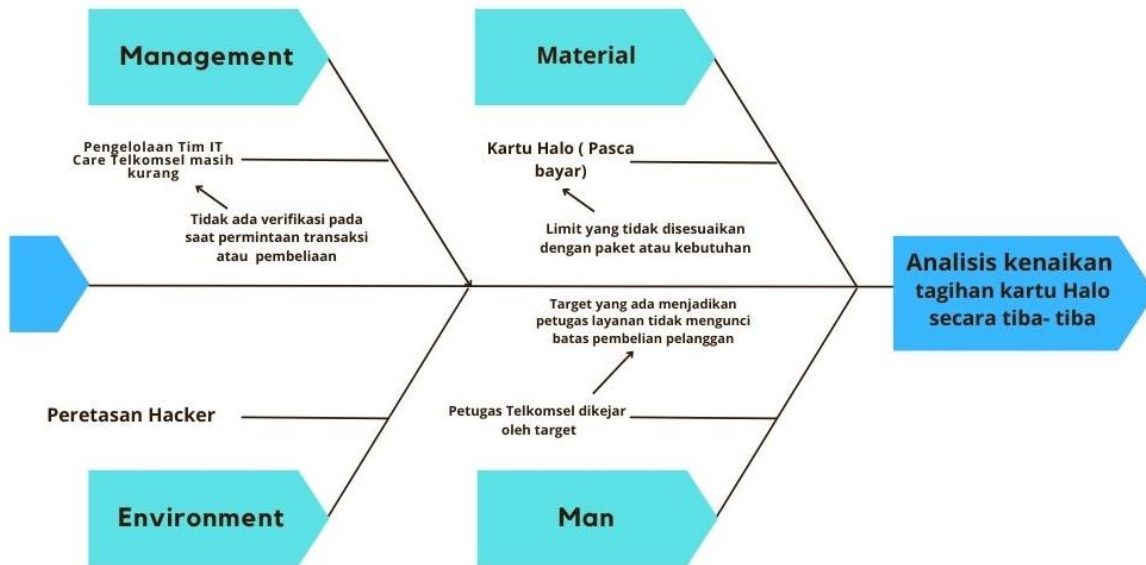 Management
Material
Pengelolaan Tim IT
Care Telkomsel masih
kurang
Kartu Halo ( Pasca
bayar)
Tidak ada verifikasi pada
saat permintaan transaksi
atau pembeliaan
Limit yang tidak disesuaikan
dengan paket atau kebutuhan
Analisis kenaikan
tagihan kartu Halo
secara tiba- tiba
Target yang ada menjadikan
petugas layanan tidak mengunci
batas pembelian pelanggan
Peretasan Hacker
Petugas Telkomsel dikejar
oleh target
Environment
Man